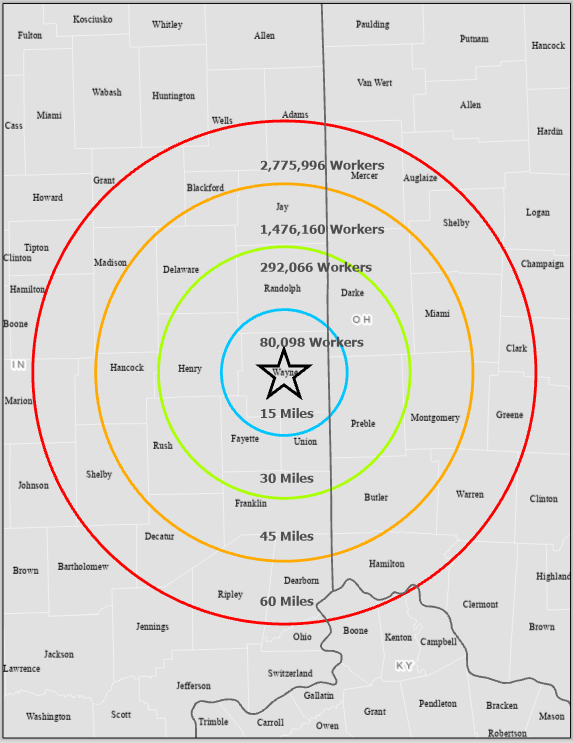 Kosciusko
Whitley
Paulding
Fulton
Allen
Putnam
Hancock
Van Wert
Wabash
Huntington
Allen
Miami
Wells
Adams
Cass
Hardin
2,775,996 Workers
Mercer
Auglaize
Grant
Blackford
Howard
Jay
Logan
Shelby
1,476,160 Workers
Tipton
Clinton
Madison
Delaware
292,066 Workers
Champaign
Hamilton
Randolph
Darke
Miami
Boone
OH
80,098 Workers
Clark
IN
Hancock
Henry
Wayne
Marion
15 Miles
Greene
Montgomery
Preble
Fayette
Union
Rush
Shelby
30 Miles
Johnson
Franklin
Butler
Warren
Clinton
Decatur
45 Miles
Brown
Bartholomew
Hamilton
Highland
Dearborn
Ripley
60 Miles
Clermont
Jennings
Ohio
Boone
Kenton
Campbell
Brown
Jackson
Lawrence
KY
Switzerland
Jefferson
Gallatin
Washington
Scott
Trimble
Carroll
Owen
Grant
Pendleton
Bracken
Mason
Robertson